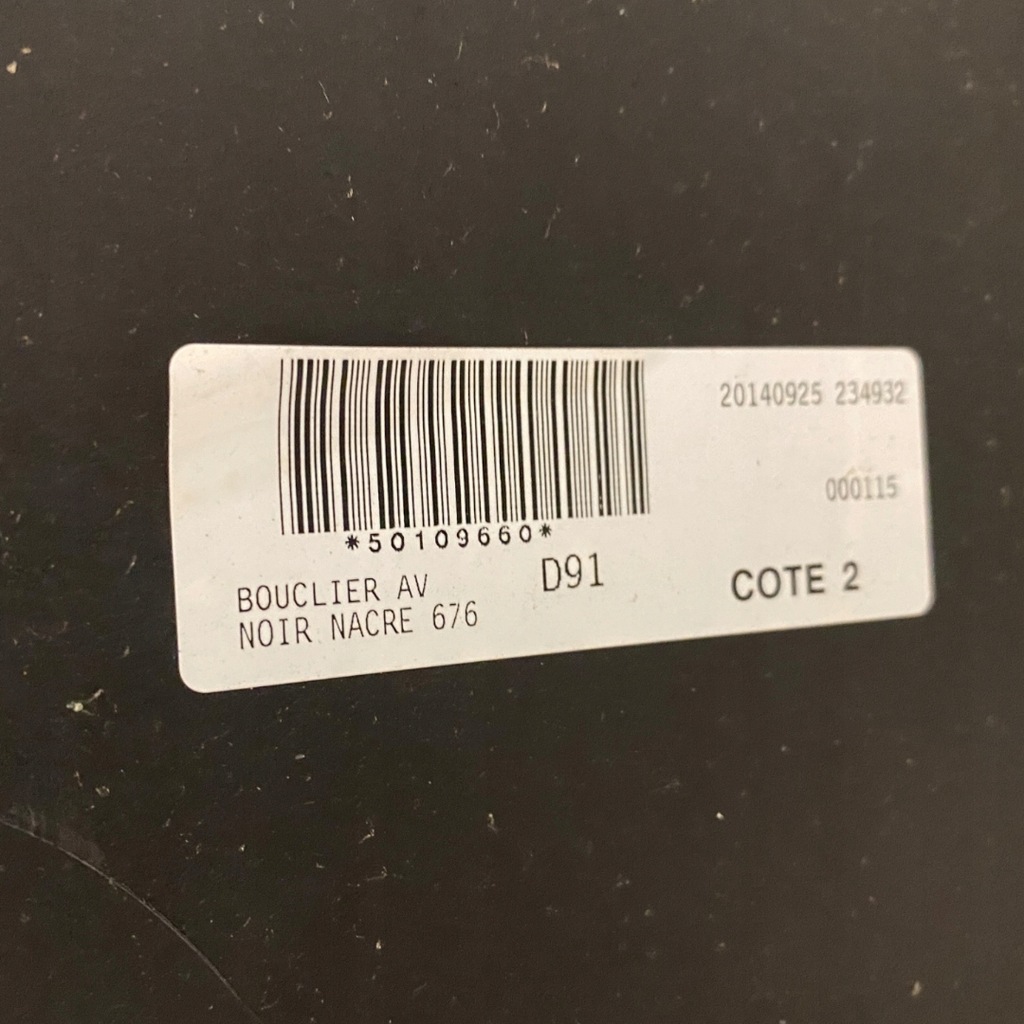 20140925 234932
000115
*50109660*
D91
COTE 2
BOUCLIER AV
NOIR NACRE 676